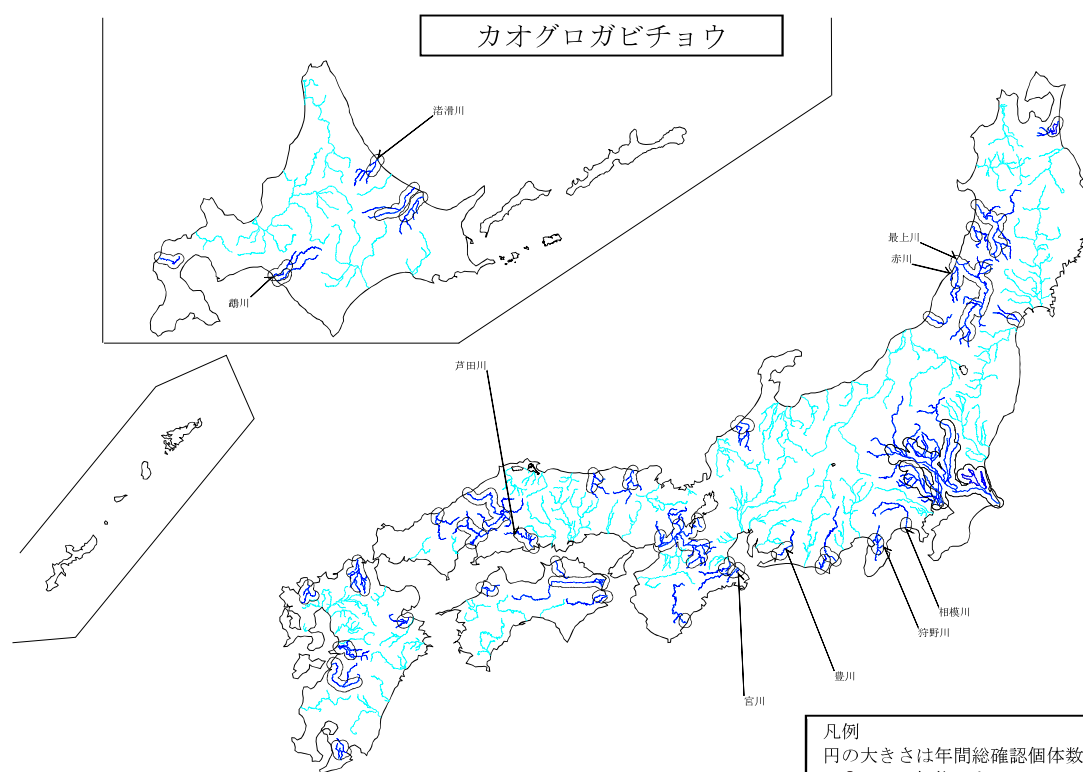 カオグロガビチョウ
渚滑川
鵡川
最上川
赤川
芦田川
相模川
狩野川
豊川
宮川
凡例
円の大きさは年間総確認個体数